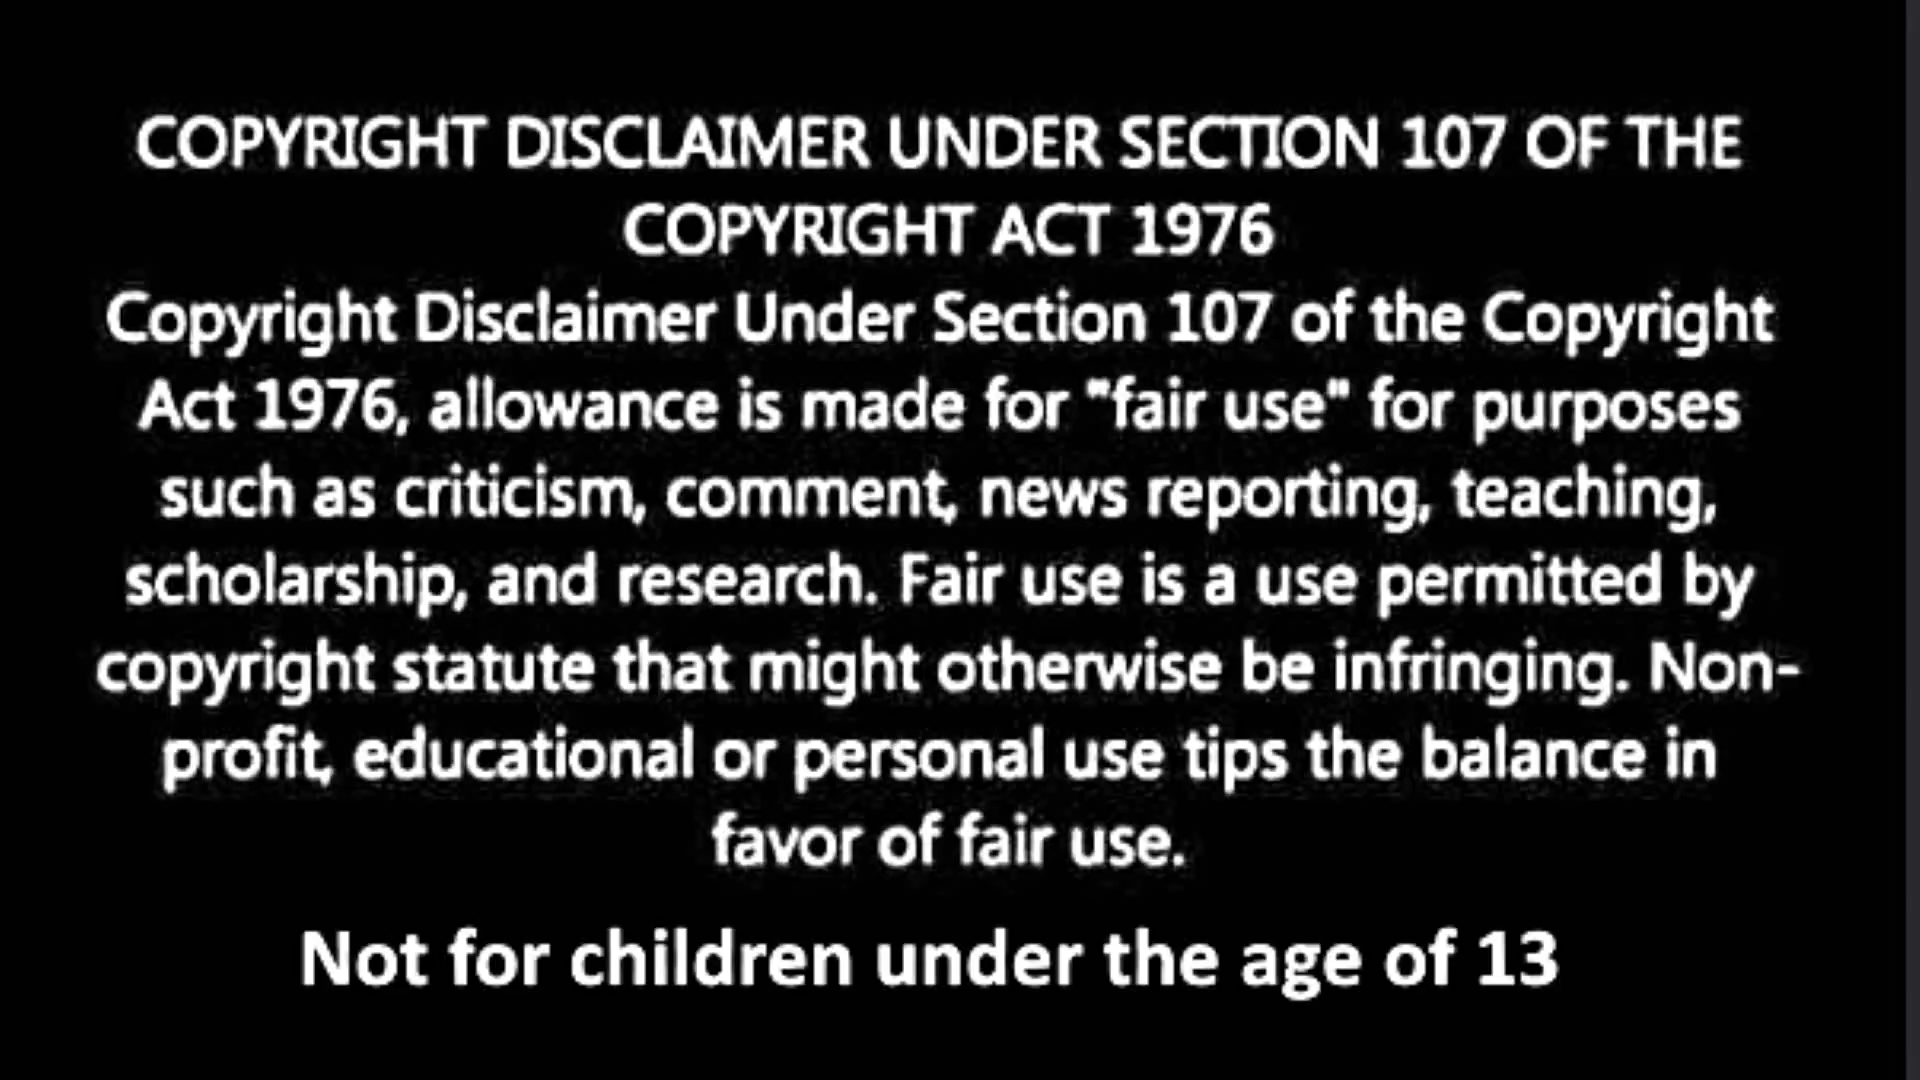 COPYRIGHT DISCLAIMER UNDER SECTION 107 OF THE
COPYRIGHT ACT 1976
Copyright Disclaimer Under Section 107 of the Copyright
Act 1976, allowance is made for "fair use" for purposes
such as criticism, comment, news reporting, teaching,
scholarship, and research. Fair use is a use permitted by
copyright statute that might otherwise be infringing. Non-
profit, educational or personal use tips the balance in
favor of fair use.
Not for children under the age of 13